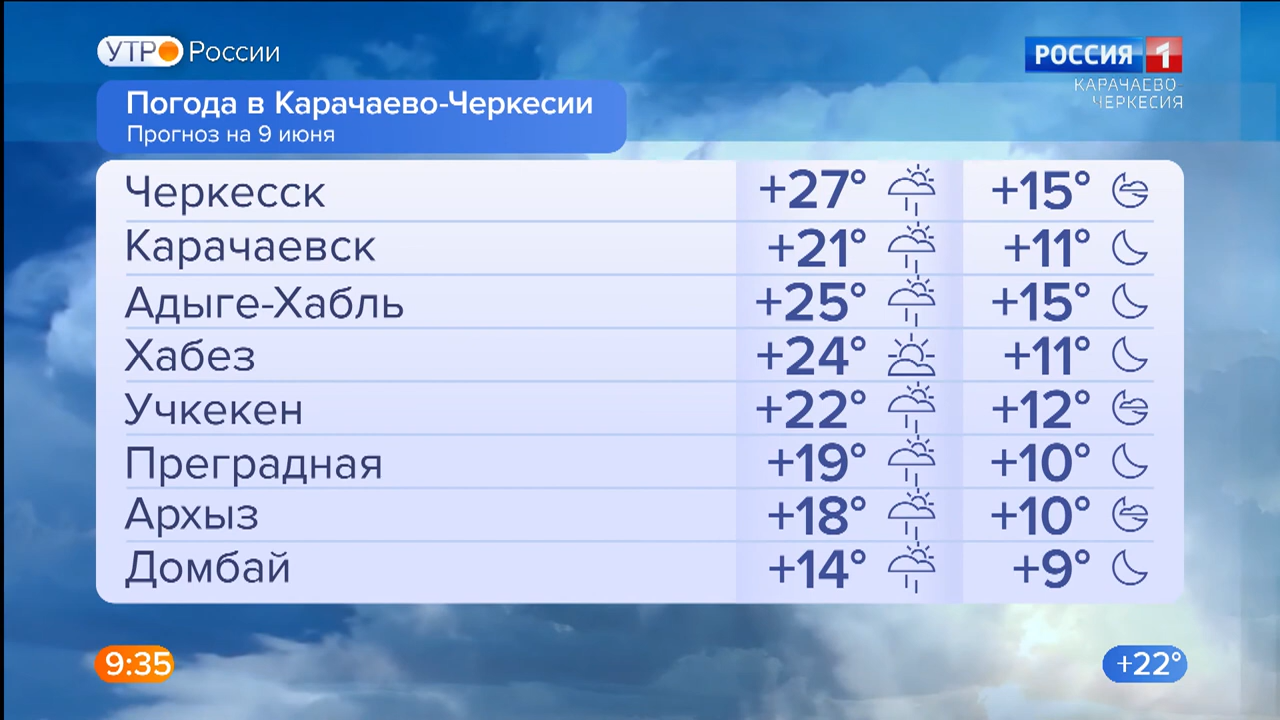 УТРО России
РОССИЯ 1
КАРАЧАЕВО-
ЧЕРКЕСИЯ
Погода в Карачаево-Черкесии
Прогноз на 9 июня
Черкесск +27° +15°
Карачаевск +21° +11°
Адыге-Хабль +25° +15°
Хабез +24° +11°
Учкекен +22° +12°
Преградная +19° +10°
Архыз +18° +10°
Домбай +14° +9°
9:35 +22°